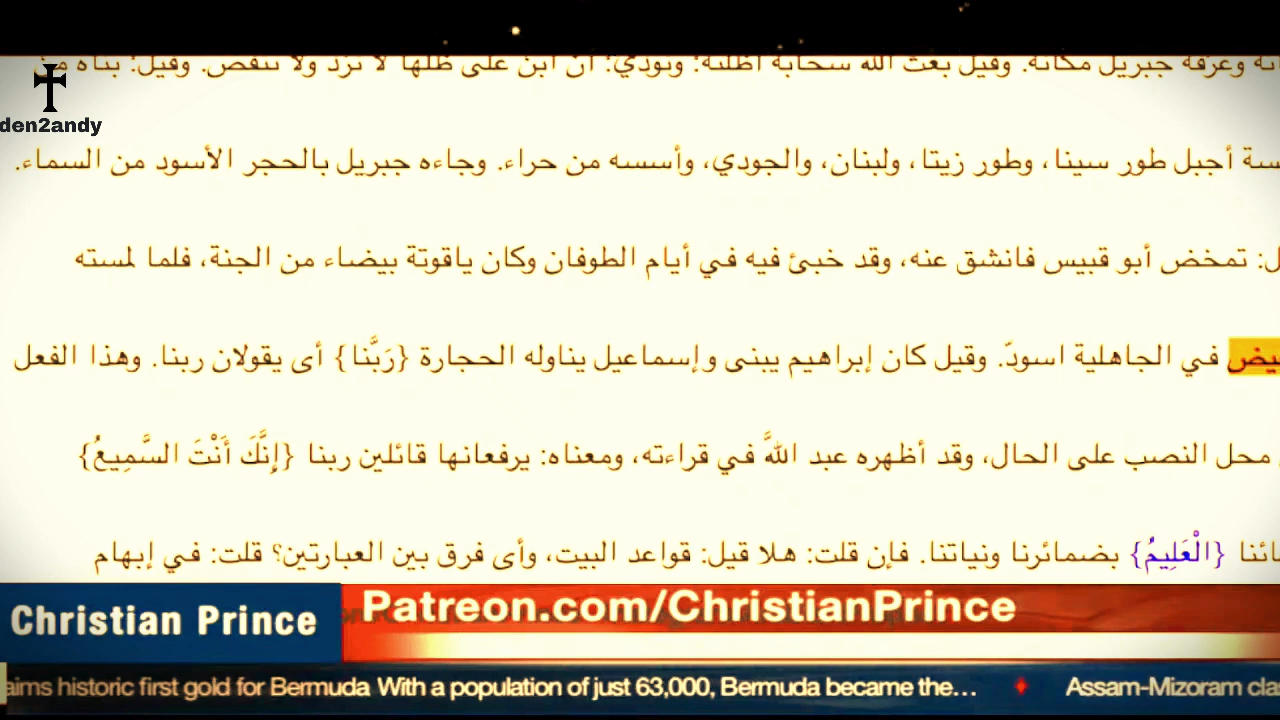 وعرفه جبريل مكانه. وقيل بعث الله سحابة أظلته: ونودي: أن ابن على ظلها لا تزد ولا تنقص. وقيل: بناه من
den2andy
أجبل طور سينا، وطور زيتا، ولبنان، والجودي، وأسسه من حراء. وجاءه جبريل بالحجر الأسود من السماء.
تمخض أبو قبيس فانشق عنه، وقد خبئ فيه في أيام الطوفان وكان ياقوتة بيضاء من الجنة، فلما لمسته
في الجاهلية اسودّ. وقيل كان إبراهيم يبنى وإسماعيل يناوله الحجارة {رَبَّنا} أى يقولان ربنا. وهذا الفعل
محل النصب على الحال، وقد أظهره عبد اللهَّ في قراءته، ومعناه: يرفعانها قائلين ربنا {إِنَّكَ أَنْتَ السَّمِيعُ}
{الْعَلِيمُ} بضمائرنا ونياتنا. فإن قلت: هلا قيل: قواعد البيت، وأى فرق بين العبارتين؟ قلت: في إبهام
Christian Prince
Patreon.com/ChristianPrince
aims historic first gold for Bermuda With a population of just 63,000, Bermuda became the... ♦ Assam-Mizoram cla